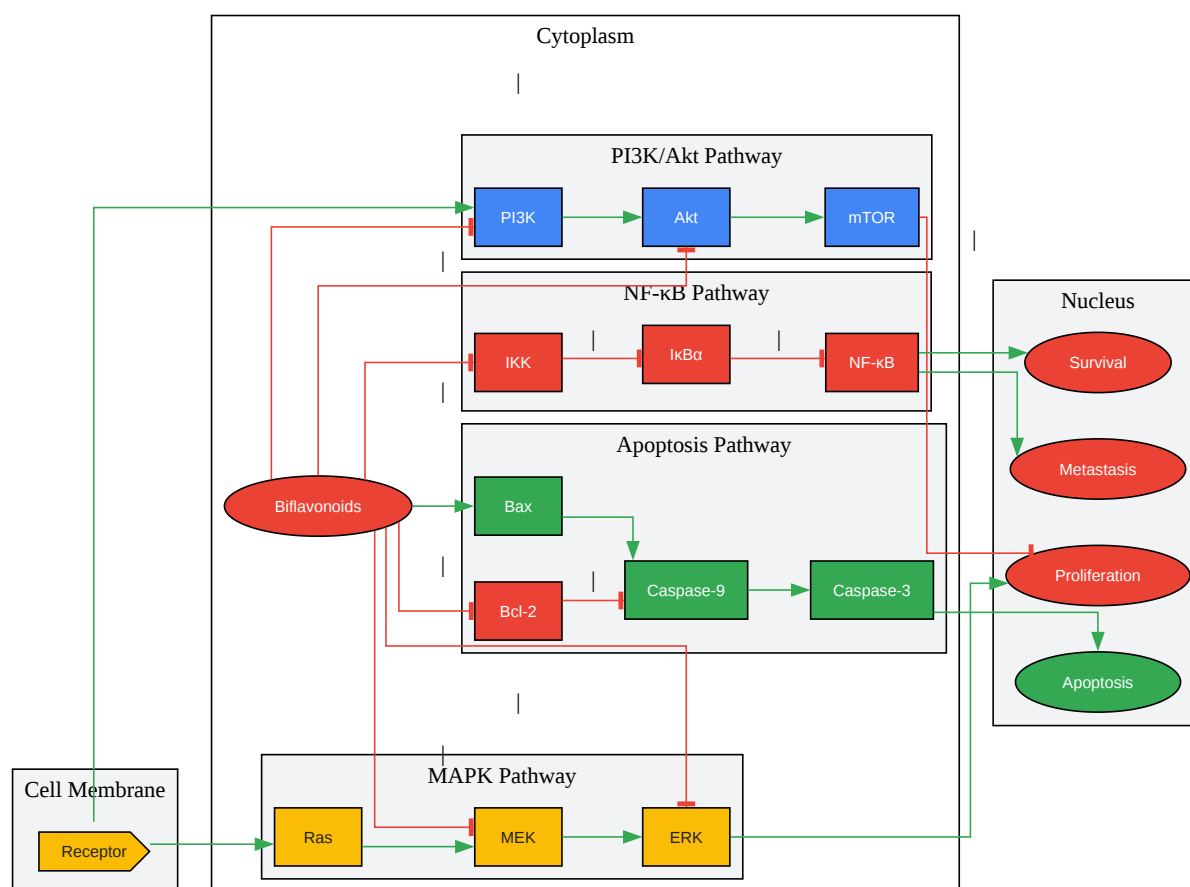 Cytoplasm
PI3K/Akt Pathway
PI3K
Akt
mTOR
NF-κB Pathway
IKK
IκBα
NF-κB
Nucleus
Survival
Metastasis
Proliferation
Apoptosis
Apoptosis Pathway
Biflavonoids
Bax
Bcl-2
Caspase-9
Caspase-3
MAPK Pathway
Ras
MEK
ERK
Cell Membrane
Receptor